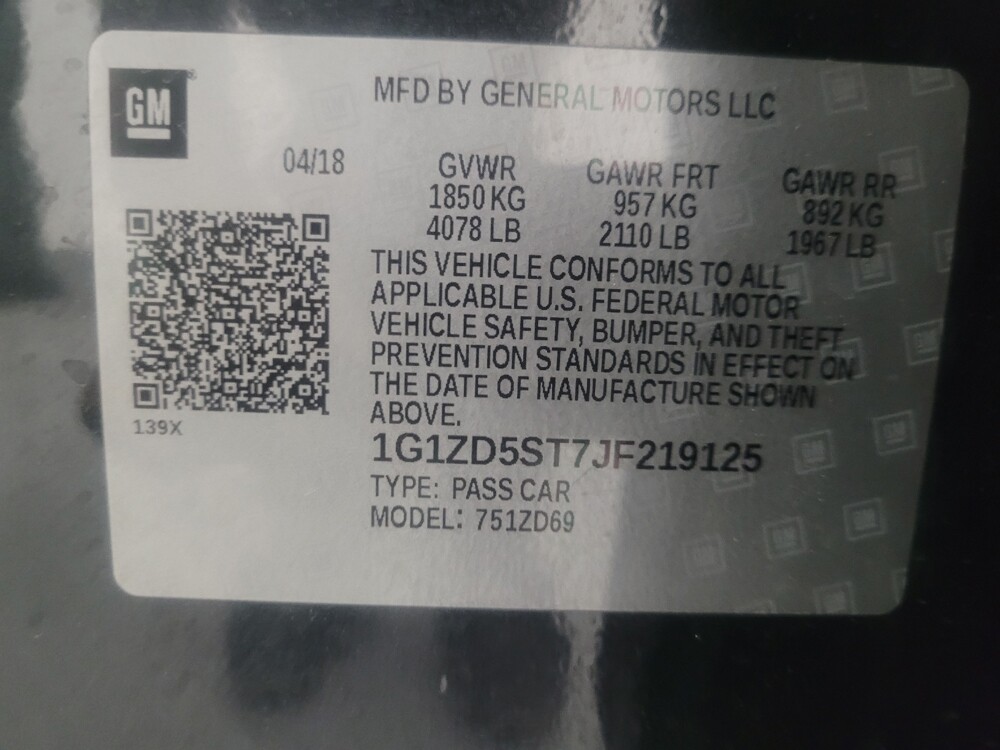 GM
MFD BY GENERAL MOTORS LLC
04/18
GVWR GAWR FRT GAWR RR
1850 KG 957 KG 892 KG
4078 LB 2110 LB 1967 LB
THIS VEHICLE CONFORMS TO ALL
APPLICABLE U.S. FEDERAL MOTOR
VEHICLE SAFETY, BUMPER, AND THEFT
PREVENTION STANDARDS IN EFFECT ON
THE DATE OF MANUFACTURE SHOWN
ABOVE.
139X
1G1ZD5ST7JF219125
TYPE: PASS CAR
MODEL: 751ZD69